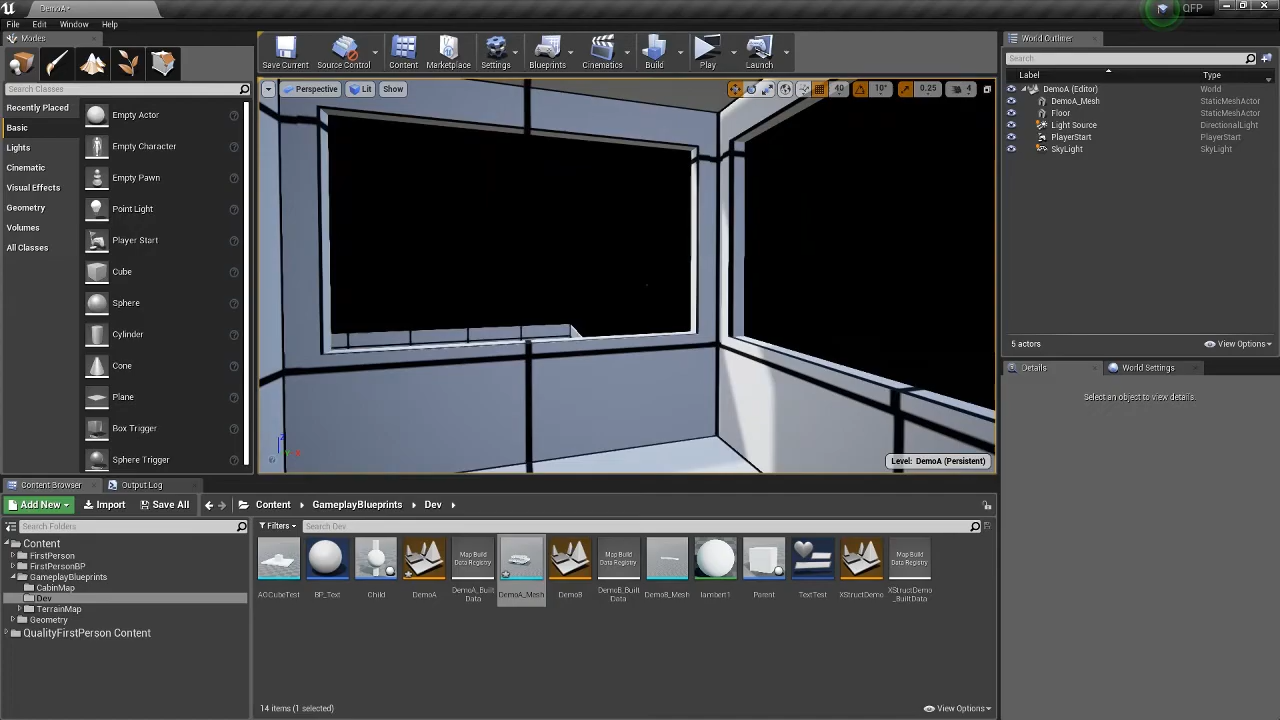 DemoA*
QFP
File Edit Window Help
Modes
Search Classes
Recently Placed
Basic
Lights
Cinematic
Visual Effects
Geometry
Volumes
All Classes
Empty Actor
Empty Character
Empty Pawn
Point Light
Player Start
Cube
Sphere
Cylinder
Cone
Plane
Box Trigger
Sphere Trigger
Save Current Source Control Content Marketplace Settings Blueprints Cinematics Build Play Launch
Perspective Lit Show
40 10° 0.25 4
Level: DemoA (Persistent)
World Outliner
Search
Label Type
DemoA (Editor) World
DemoA_Mesh StaticMeshActor
Floor StaticMeshActor
Light Source DirectionalLight
PlayerStart PlayerStart
SkyLight SkyLight
5 actors View Options
Details World Settings
Select an object to view details.
Content Browser Output Log
Add New Import Save All Content GameplayBlueprints Dev
Search Folders
Filters Search Dev
Content
FirstPerson
FirstPersonBP
GameplayBlueprints
CabinMap
Dev
TerrainMap
Geometry
QualityFirstPerson Content
Map Build Data Registry
Map Build Data Registry
Map Build Data Registry
AOCubeTest BP_Text Child DemoA DemoA_Built Data DemoA_Mesh DemoB DemoB_Built Data DemoB_Mesh lambert1 Parent TextTest XStructDemo XStructDemo _BuiltData
14 items (1 selected) View Options